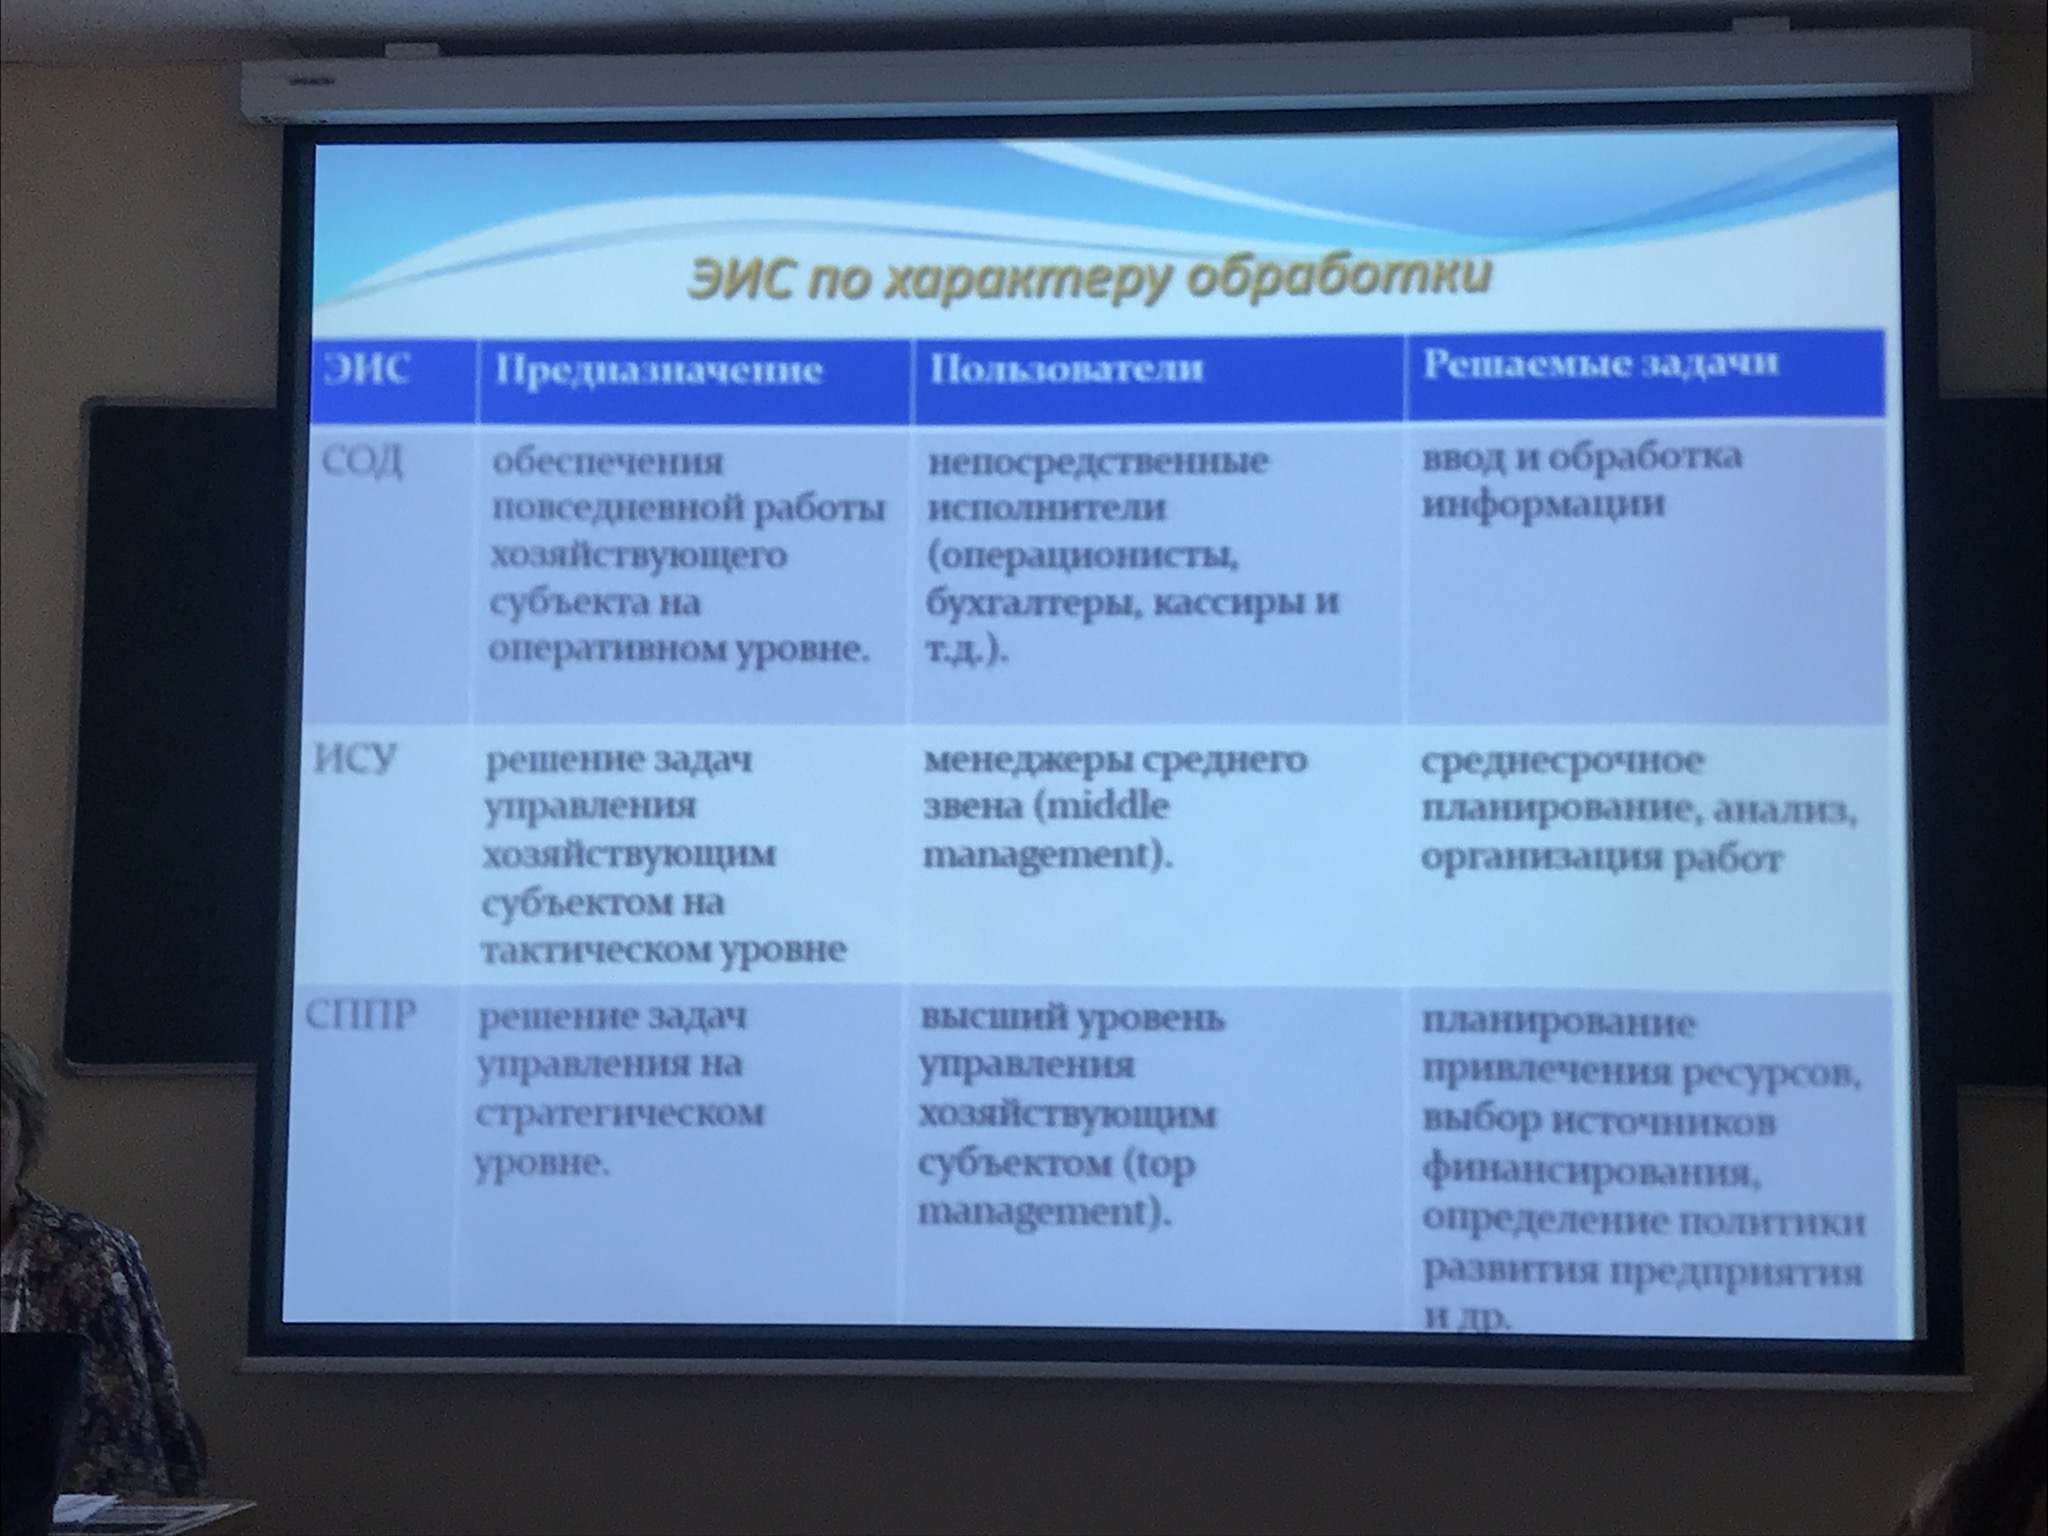 ЭИС по характеру обработки
ЭИС
Предназначение
Пользователи
Решаемые задачи
СОД
обеспечения
повседневной работы
хозяйствующего
субъекта на
оперативном уровне.
непосредственные
исполнители
(операционисты,
бухгалтеры, кассиры и
т.д.).
ввод и обработка
информации
ИСУ
решение задач
управления
хозяйствующим
субъектом на
тактическом уровне
менеджеры среднего
звена (middle
management).
среднесрочное
планирование, анализ,
организация работ
СППР
решение задач
управления на
стратегическом
уровне.
высший уровень
управления
хозяйствующим
субъектом (top
management).
планирование
привлечения ресурсов,
выбор источников
финансирования,
определение политики
развития предприятия
и др.